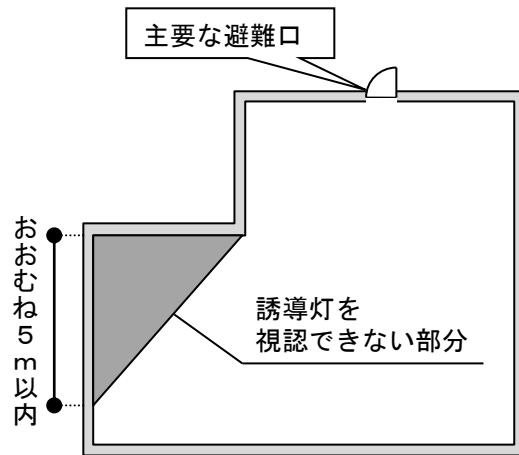 主要な避難口
おおむね５ｍ以内
誘導灯を
視認できない部分